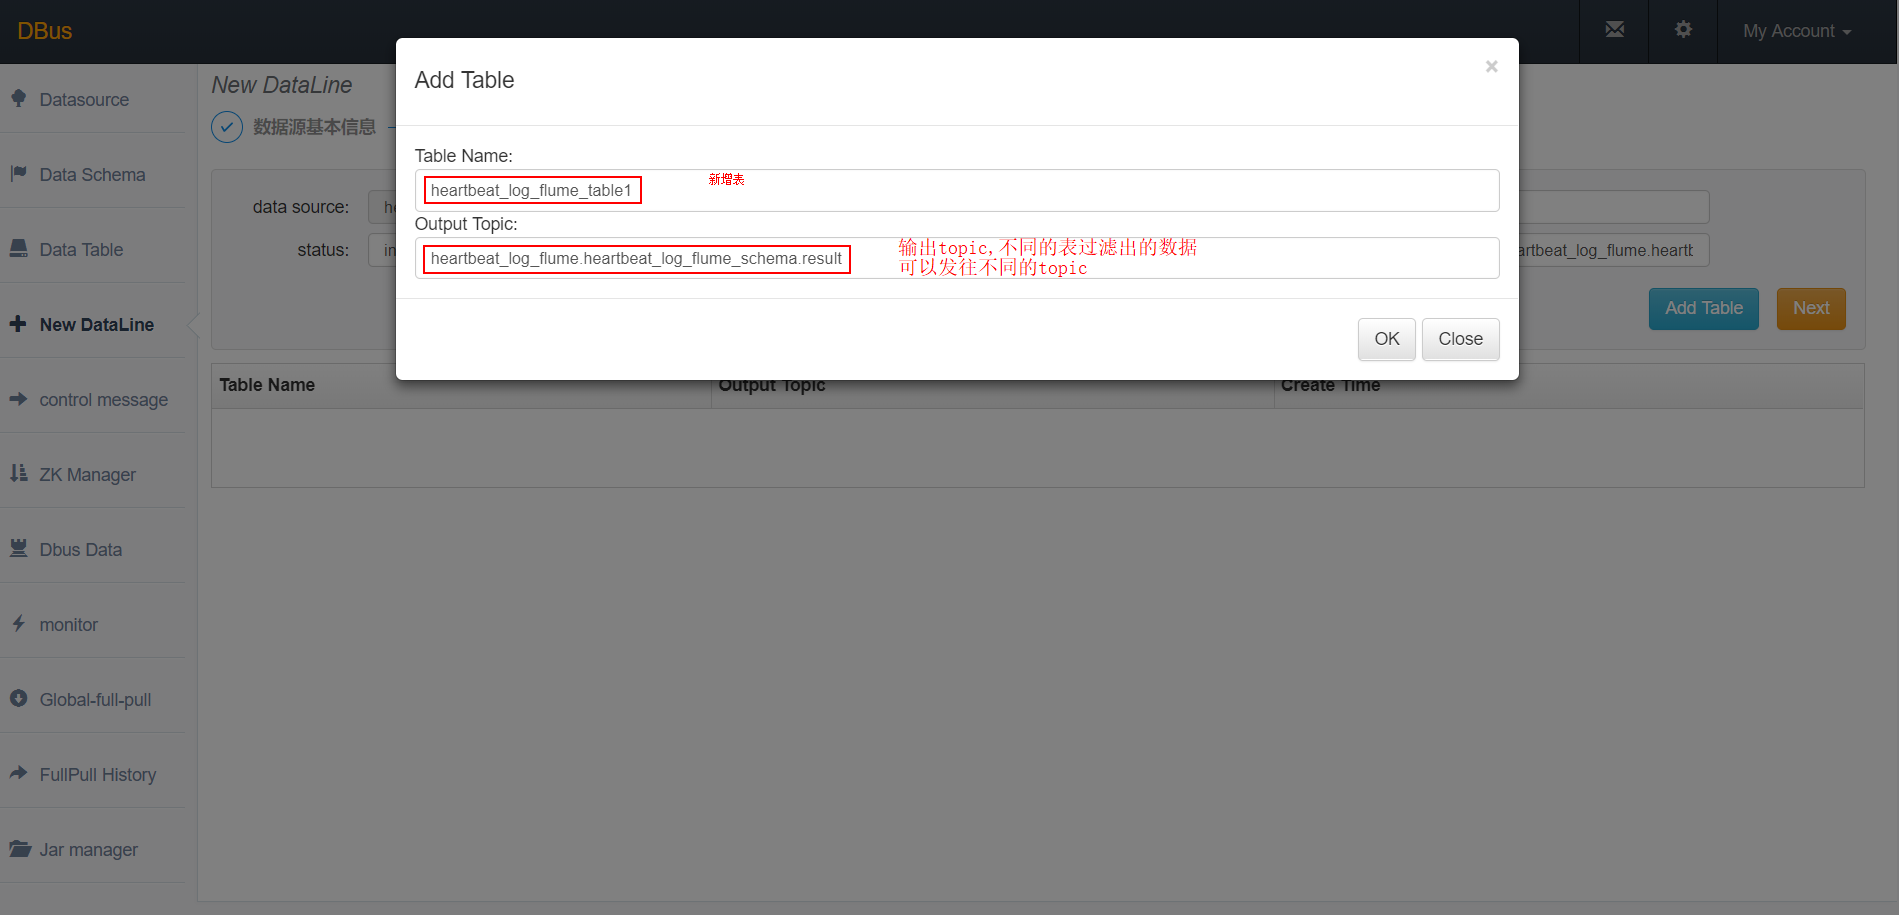 DBus
My Account
Datasource
Data Schema
Data Table
New DataLine
control message
ZK Manager
Dbus Data
monitor
Global-full-pull
FullPull History
Jar manager
New DataLine
数据源基本信息
data source:
status:
in
artbeat_log_flume.heartt
Add Table
Next
Table Name
Output Topic
Create Time
Add Table
×
Table Name:
heartbeat_log_flume_table1
新增表
Output Topic:
heartbeat_log_flume.heartbeat_log_flume_schema.result
输出topic,不同的表过滤出的数据
可以发往不同的topic
OK
Close